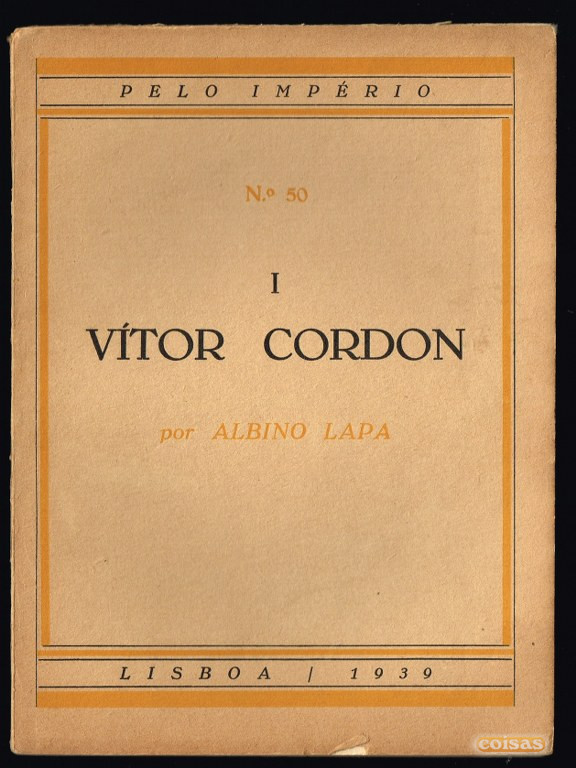 PELO IMPÉRIO
N.º 50
I
VÍTOR CORDON
por ALBINO LAPA
LISBOA / 1939
coisas